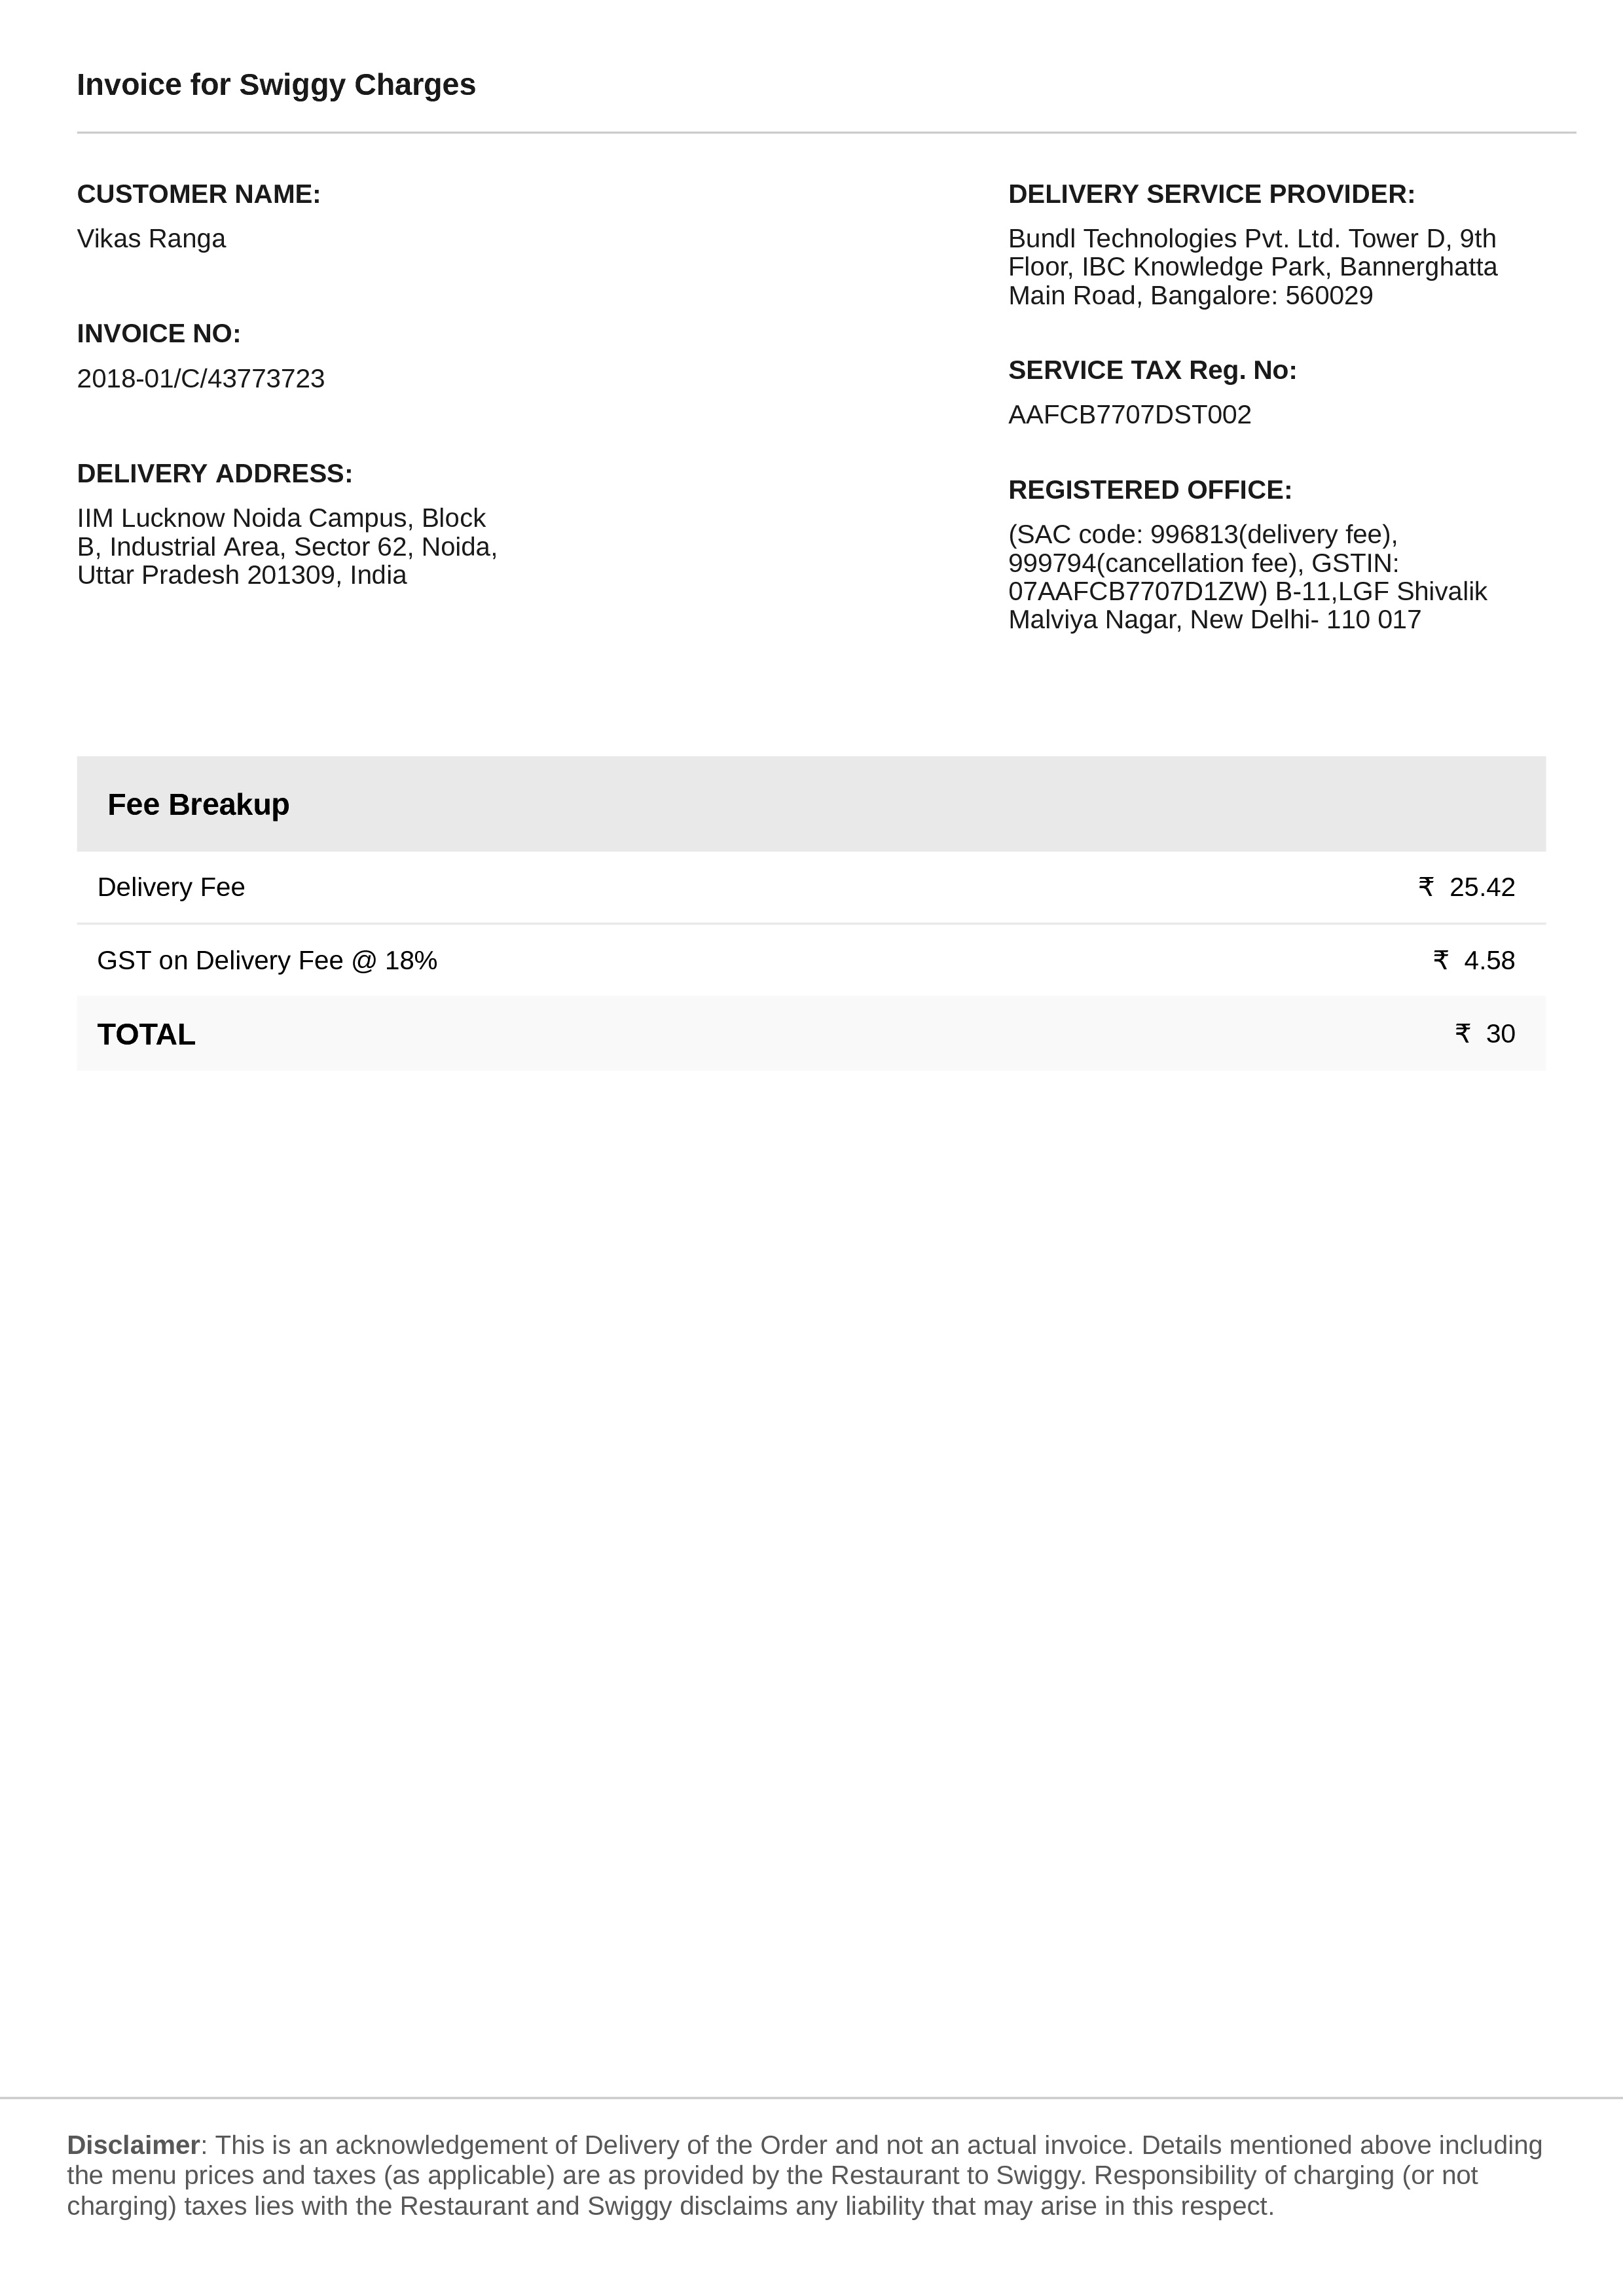 Invoice for Swiggy Charges
CUSTOMER NAME:
Vikas Ranga
INVOICE NO:
2018-01/C/43773723
DELIVERY ADDRESS:
IIM Lucknow Noida Campus, Block
B, Industrial Area, Sector 62, Noida,
Uttar Pradesh 201309, India
DELIVERY SERVICE PROVIDER:
Bundl Technologies Pvt. Ltd. Tower D, 9th
Floor, IBC Knowledge Park, Bannerghatta
Main Road, Bangalore: 560029
SERVICE TAX Reg. No:
AAFCB7707DST002
REGISTERED OFFICE:
(SAC code: 996813(delivery fee),
999794(cancellation fee), GSTIN:
07AAFCB7707D1ZW) B-11,LGF Shivalik
Malviya Nagar, New Delhi- 110 017
Fee Breakup
Delivery Fee ₹ 25.42
GST on Delivery Fee @ 18% ₹ 4.58
TOTAL ₹ 30
Disclaimer: This is an acknowledgement of Delivery of the Order and not an actual invoice. Details mentioned above including
the menu prices and taxes (as applicable) are as provided by the Restaurant to Swiggy. Responsibility of charging (or not
charging) taxes lies with the Restaurant and Swiggy disclaims any liability that may arise in this respect.